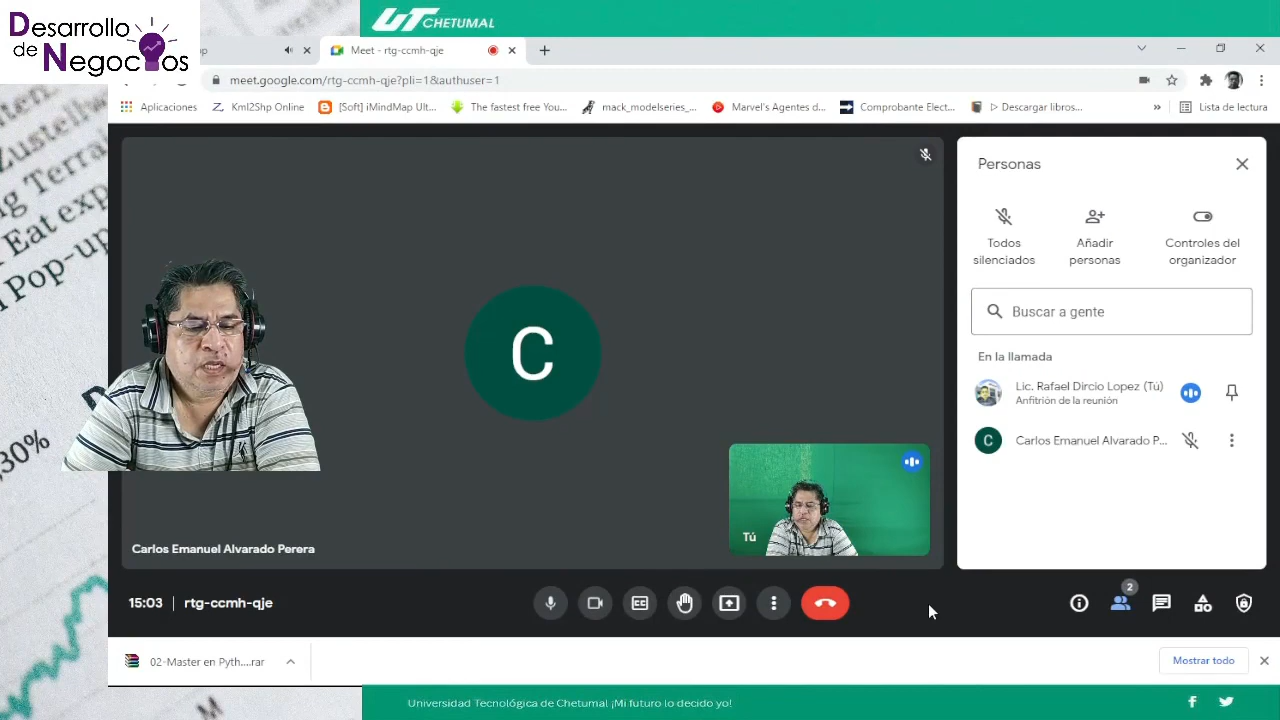 Desarrollo
de
Negocios
UT CHETUMAL
op
Meet - rtg-ccmh-qje
meet.google.com/rtg-ccmh-qje?pli=1&authuser=1
Aplicaciones
Kml2Shp Online
[Soft] iMindMap Ult...
The fastest free You...
mack_modelseries_...
Marvel's Agentes d...
Comprobante Elect...
▷ Descargar libros...
»
Lista de lectura
Zustell
ng Terra
Eat exp
Pop-up
30%
M
C
Carlos Emanuel Alvarado Perera
Tú
Personas
Todos
silenciados
Añadir
personas
Controles del
organizador
Buscar a gente
En la llamada
Lic. Rafael Dircio Lopez (Tú)
Anfitrión de la reunión
C
Carlos Emanuel Alvarado P...
15:03 | rtg-ccmh-qje
CC
2
02-Master en Pyth....rar
Mostrar todo
Universidad Tecnológica de Chetumal ¡Mi futuro lo decido yo!